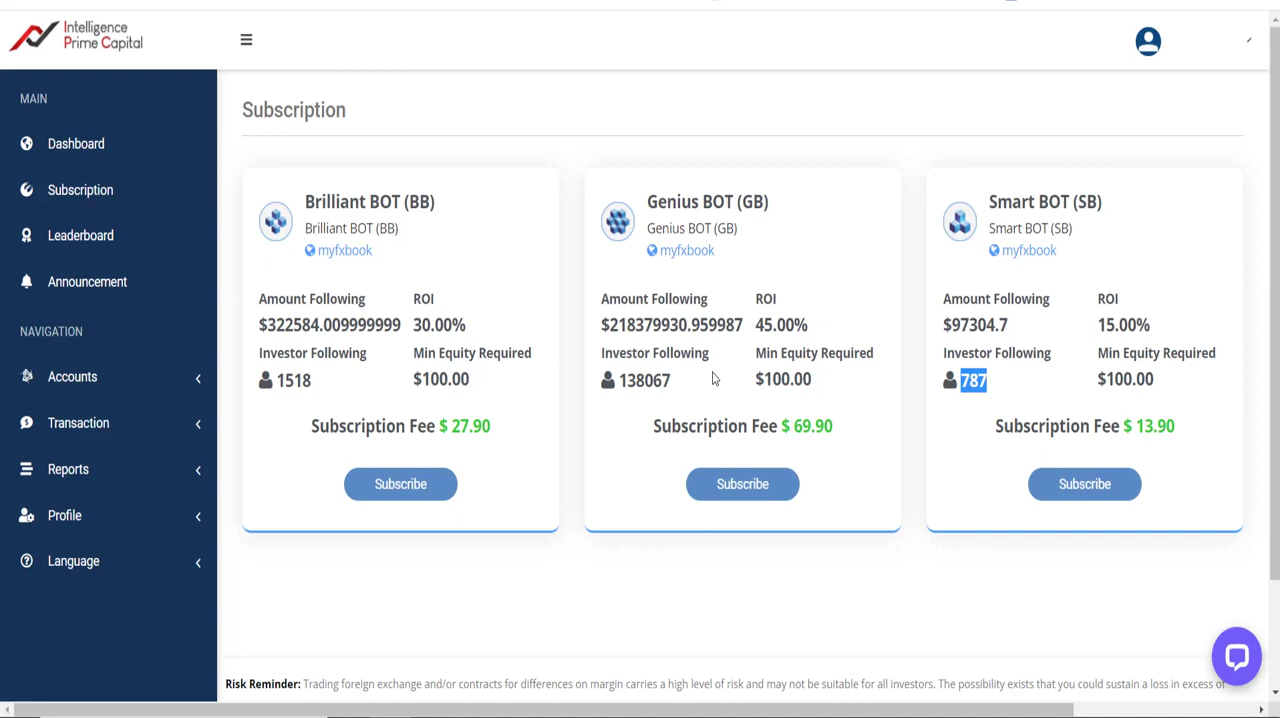 Intelligence
Prime Capital
MAIN
Dashboard
Subscription
Leaderboard
Announcement
NAVIGATION
Accounts
Transaction
Reports
Profile
Language
Subscription
Brilliant BOT (BB)
Brilliant BOT (BB)
myfxbook
Amount Following ROI
$322584.009999999 30.00%
Investor Following Min Equity Required
1518 $100.00
Subscription Fee $ 27.90
Subscribe
Genius BOT (GB)
Genius BOT (GB)
myfxbook
Amount Following ROI
$218379930.959987 45.00%
Investor Following Min Equity Required
138067 $100.00
Subscription Fee $ 69.90
Subscribe
Smart BOT (SB)
Smart BOT (SB)
myfxbook
Amount Following ROI
$97304.7 15.00%
Investor Following Min Equity Required
787 $100.00
Subscription Fee $ 13.90
Subscribe
Risk Reminder: Trading foreign exchange and/or contracts for differences on margin carries a high level of risk and may not be suitable for all investors. The possibility exists that you could sustain a loss in excess of